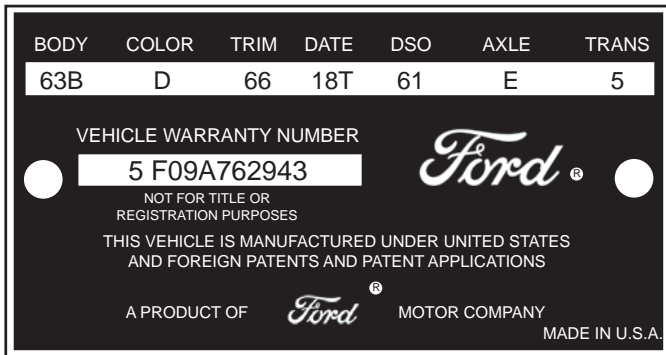 BODY COLOR TRIM DATE DSO AXLE TRANS
63B D 66 18T 61 E 5
VEHICLE WARRANTY NUMBER
5 F09A762943
Ford ®
NOT FOR TITLE OR
REGISTRATION PURPOSES
THIS VEHICLE IS MANUFACTURED UNDER UNITED STATES
AND FOREIGN PATENTS AND PATENT APPLICATIONS
A PRODUCT OF Ford ® MOTOR COMPANY
MADE IN U.S.A.